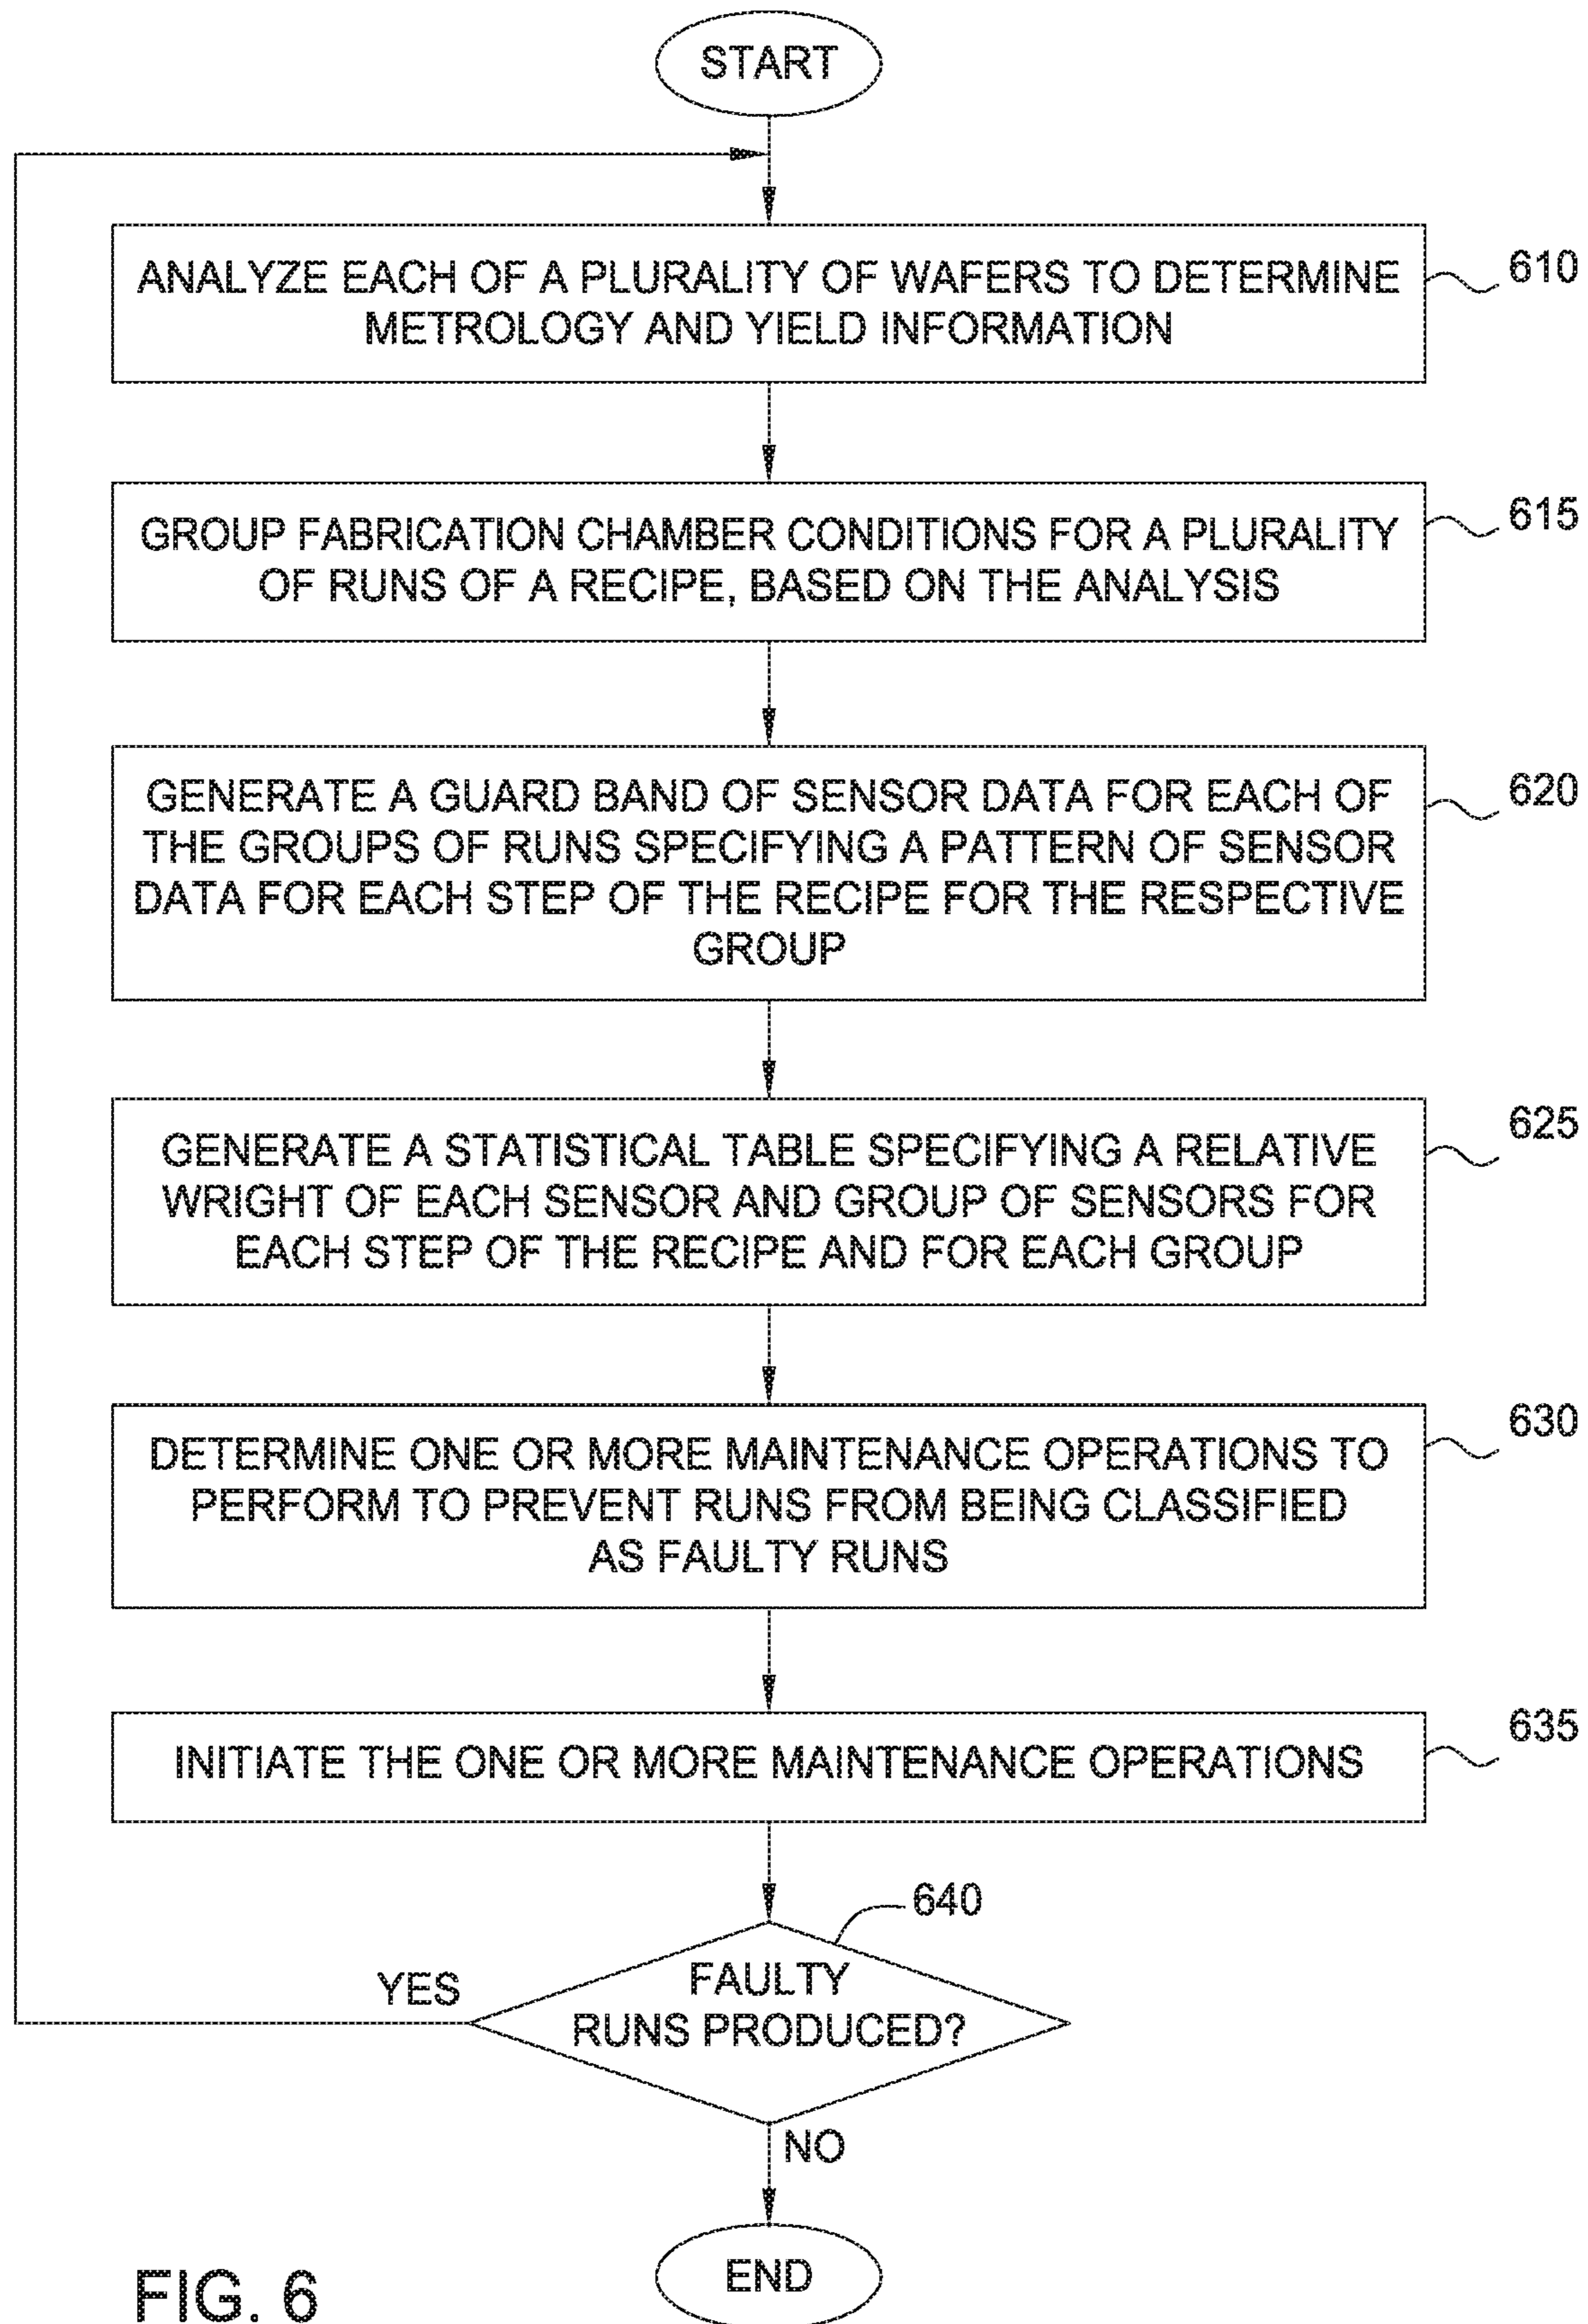 START
ANALYZE EACH OF A PLURALITY OF WAFERS TO DETERMINE
METROLOGY AND YIELD INFORMATION
610
GROUP FABRICATION CHAMBER CONDITIONS FOR A PLURALITY
OF RUNS OF A RECIPE, BASED ON THE ANALYSIS
615
GENERATE A GUARD BAND OF SENSOR DATA FOR EACH OF
THE GROUPS OF RUNS SPECIFYING A PATTERN OF SENSOR
DATA FOR EACH STEP OF THE RECIPE FOR THE RESPECTIVE
GROUP
620
GENERATE A STATISTICAL TABLE SPECIFYING A RELATIVE
WRIGHT OF EACH SENSOR AND GROUP OF SENSORS FOR
EACH STEP OF THE RECIPE AND FOR EACH GROUP
625
DETERMINE ONE OR MORE MAINTENANCE OPERATIONS TO
PERFORM TO PREVENT RUNS FROM BEING CLASSIFIED
AS FAULTY RUNS
630
INITIATE THE ONE OR MORE MAINTENANCE OPERATIONS
635
640
FAULTY
RUNS PRODUCED?
YES
NO
END
FIG. 6